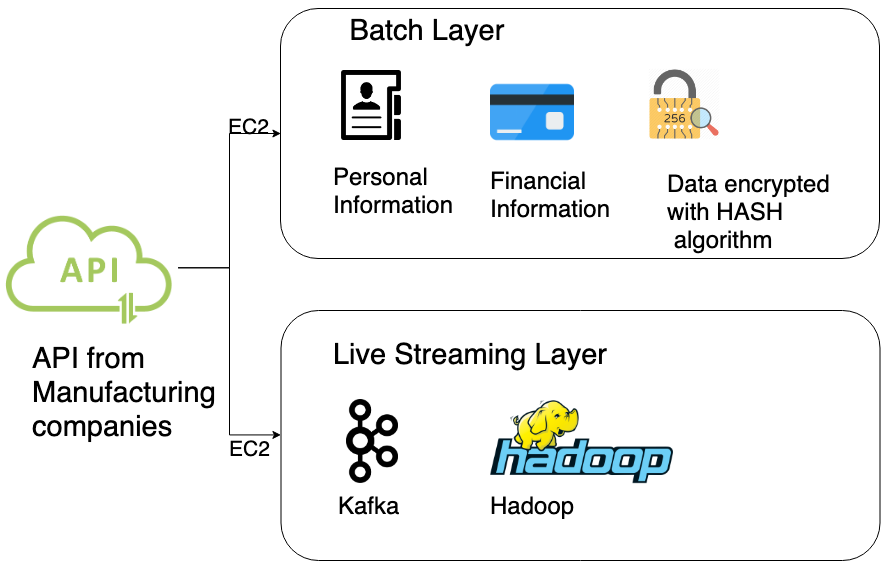 Batch Layer
256
EC2
Personal
Information
Financial
Information
Data encrypted
with HASH
algorithm
API
API from
Manufacturing
companies
Live Streaming Layer
EC2
hadoop
Kafka
Hadoop